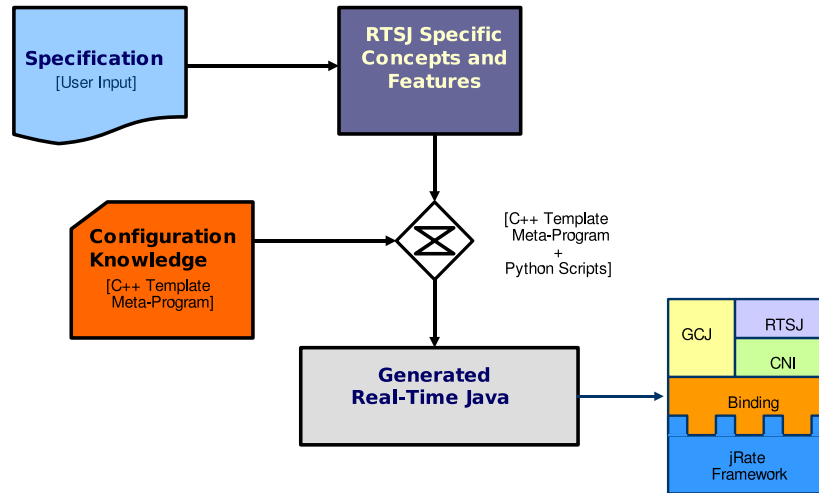 Specification
[User Input]
RTSJ Specific
Concepts and
Features
Configuration
Knowledge
[C++ Template
Meta-Program]
[C++ Template
Meta-Program
+
Python Scripts]
Generated
Real-Time Java
GCJ
RTSJ
CNI
Binding
jRate
Framework